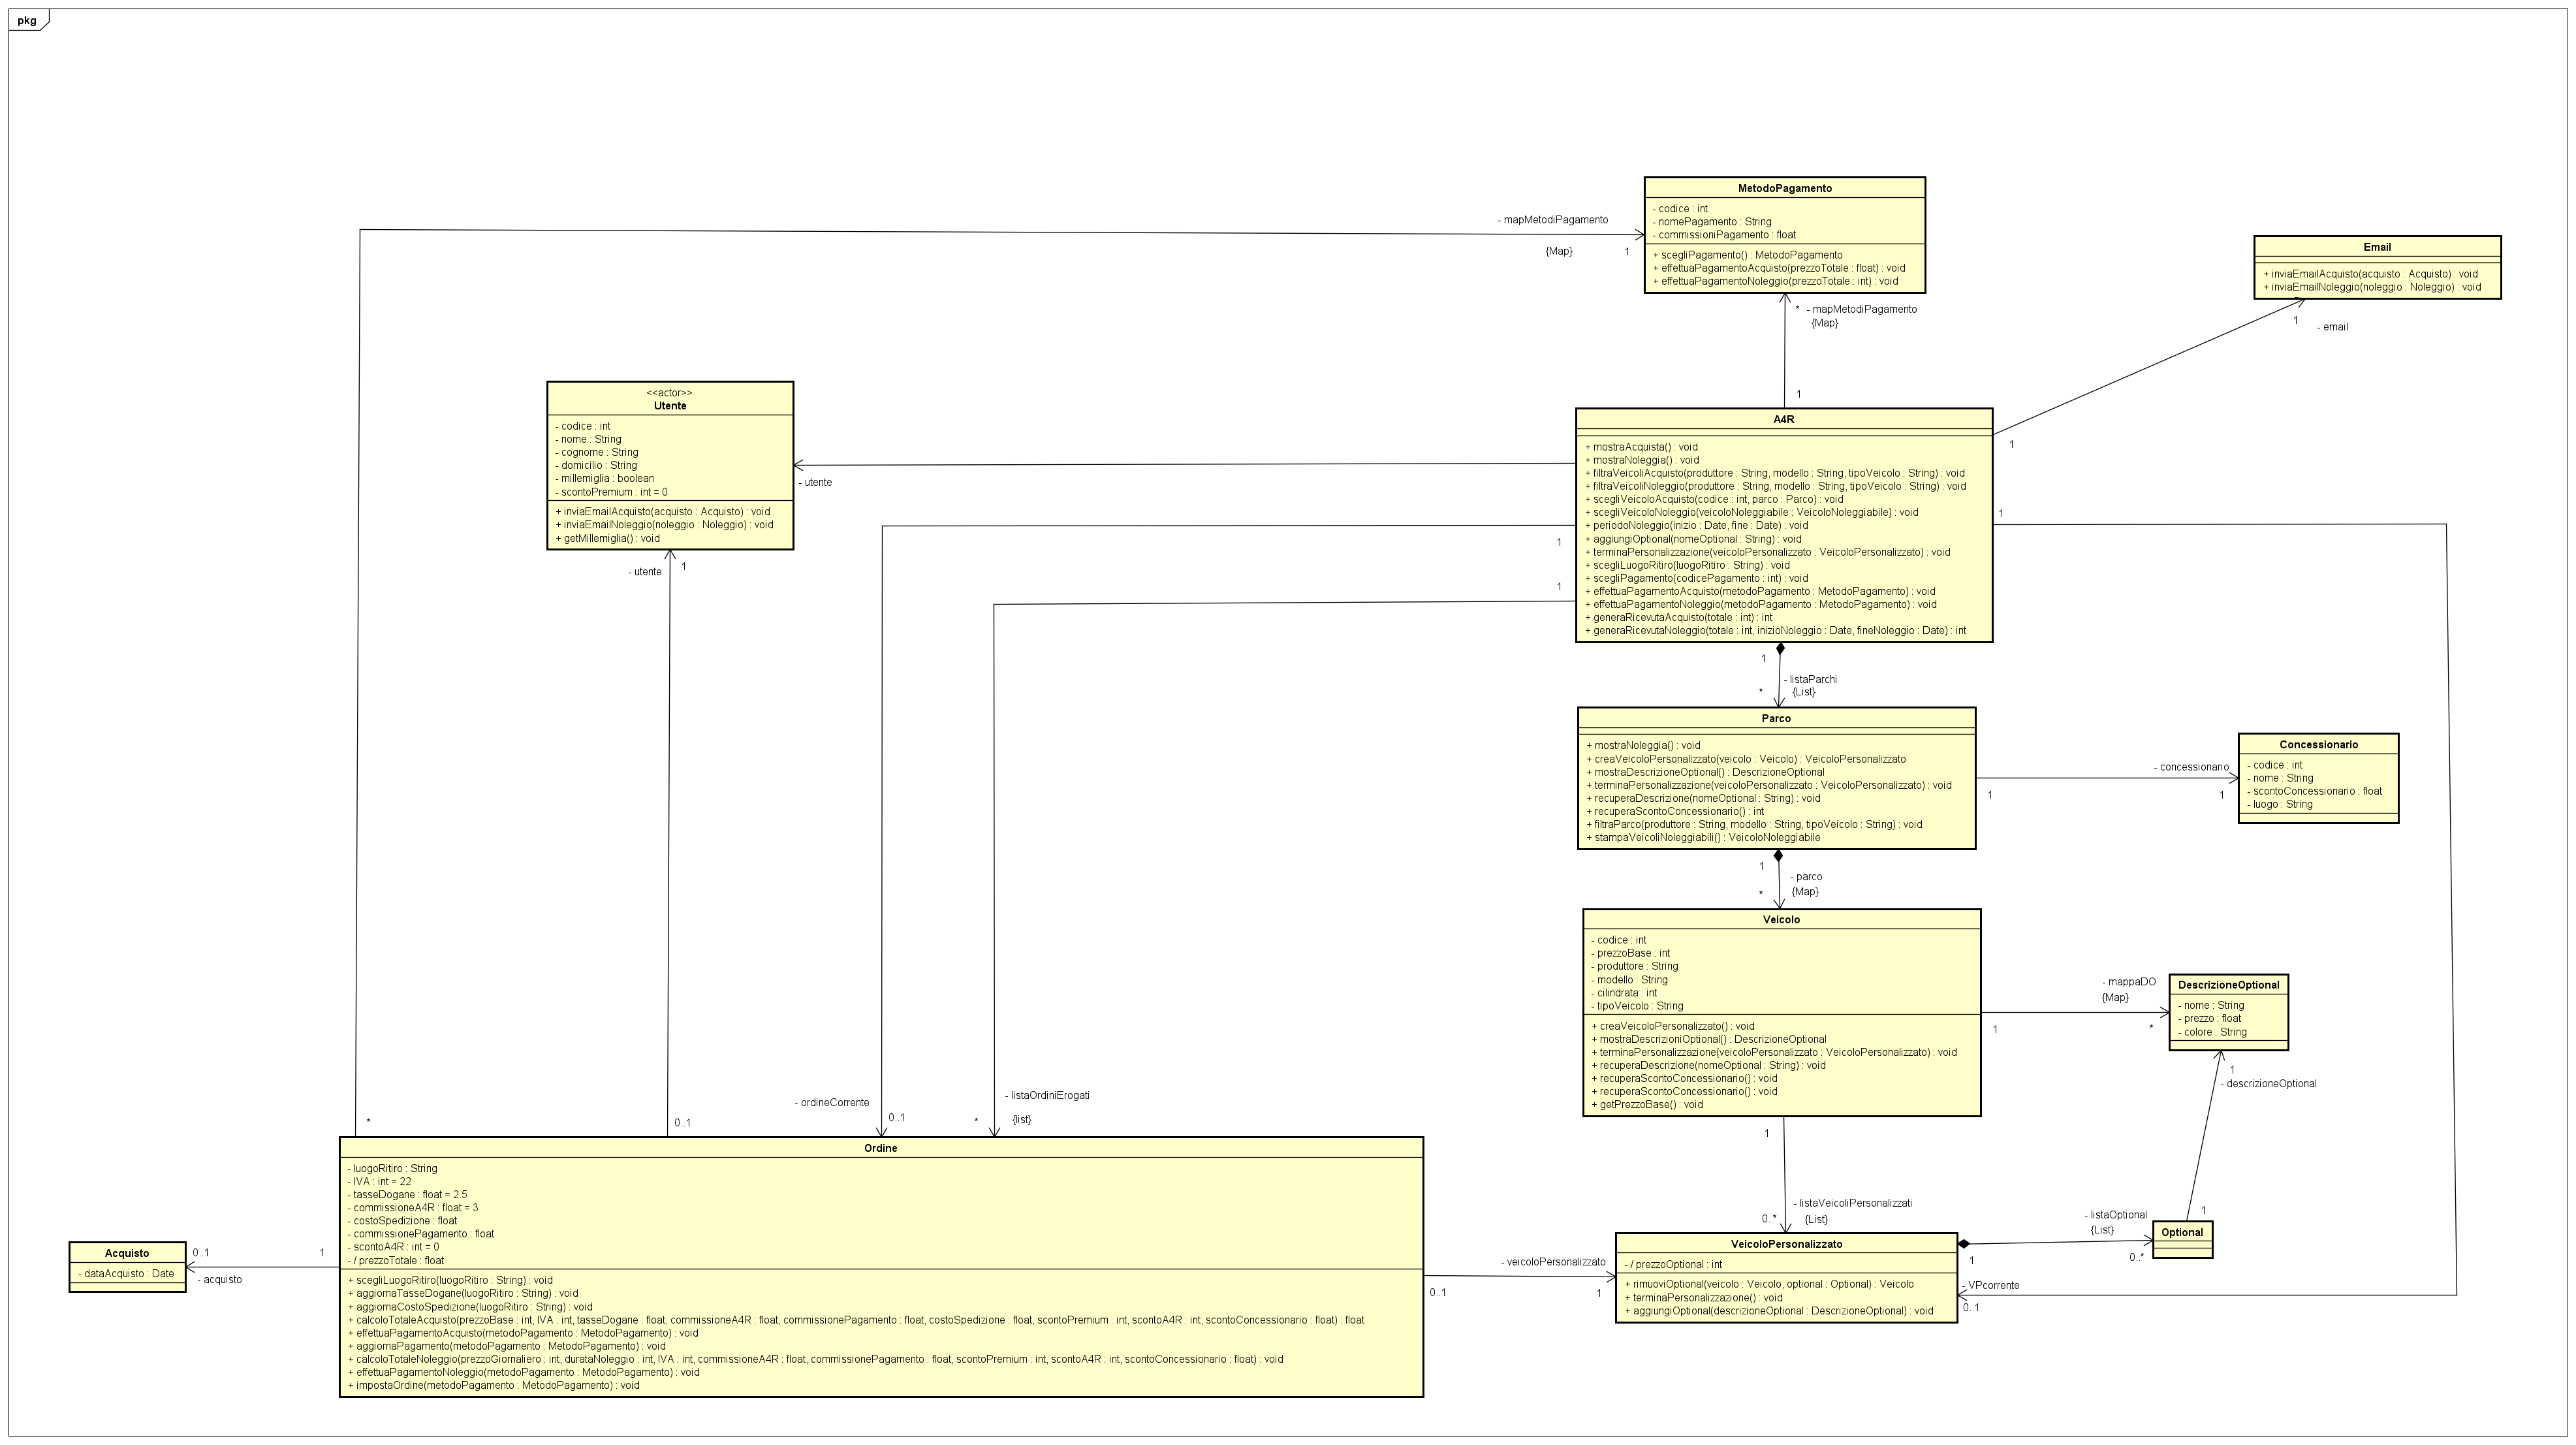 pkg
MetodoPagamento
- codice : int
- nomePagamento : String
- commissioniPagamento : float
+ scegliPagamento() : MetodoPagamento
+ effettuaPagamentoAcquisto(prezzoTotale : float) : void
+ effettuaPagamentoNoleggio(prezzoTotale : int) : void
- mapMetodiPagamento
{Map}
1
* - mapMetodiPagamento
{Map}
1
Email
+ inviaEmailAcquisto(acquisto : Acquisto) : void
+ inviaEmailNoleggio(noleggio : Noleggio) : void
1
- email
1
<<actor>>
Utente
- codice : int
- nome : String
- cognome : String
- domicilio : String
- millemiglia : boolean
- scontoPremium : int = 0
+ inviaEmailAcquisto(acquisto : Acquisto) : void
+ inviaEmailNoleggio(noleggio : Noleggio) : void
+ getMillemiglia() : void
- utente
- utente
1
A4R
+ mostraAcquista() : void
+ mostraNoleggia() : void
+ filtraVeicoliAcquisto(produttore : String, modello : String, tipoVeicolo : String) : void
+ filtraVeicoliNoleggio(produttore : String, modello : String, tipoVeicolo : String) : void
+ scegliVeicoloAcquisto(codice : int, parco : Parco) : void
+ scegliVeicoloNoleggio(veicoloNoleggiabile : VeicoloNoleggiabile) : void
+ periodoNoleggio(inizio : Date, fine : Date) : void
+ aggiungiOptional(nomeOptional : String) : void
+ terminaPersonalizzazione(veicoloPersonalizzato : VeicoloPersonalizzato) : void
+ scegliLuogoRitiro(luogoRitiro : String) : void
+ scegliPagamento(codicePagamento : int) : void
+ effettuaPagamentoAcquisto(metodoPagamento : MetodoPagamento) : void
+ effettuaPagamentoNoleggio(metodoPagamento : MetodoPagamento) : void
+ generaRicevutaAcquisto(totale : int) : int
+ generaRicevutaNoleggio(totale : int, inizioNoleggio : Date, fineNoleggio : Date) : int
1
1
1
1
- listaParchi
*
{List}
Parco
+ mostraNoleggia() : void
+ creaVeicoloPersonalizzato(veicolo : Veicolo) : VeicoloPersonalizzato
+ mostraDescrizioneOptional() : DescrizioneOptional
+ terminaPersonalizzazione(veicoloPersonalizzato : VeicoloPersonalizzato) : void
+ recuperaDescrizione(nomeOptional : String) : void
+ recuperaScontoConcessionario() : int
+ filtraParco(produttore : String, modello : String, tipoVeicolo : String) : void
+ stampaVeicoliNoleggiabili() : VeicoloNoleggiabile
- concessionario
1
1
Concessionario
- codice : int
- nome : String
- scontoConcessionario : float
- luogo : String
1
- parco
*
{Map}
Veicolo
- codice : int
- prezzoBase : int
- produttore : String
- modello : String
- cilindrata : int
- tipoVeicolo : String
+ creaVeicoloPersonalizzato() : void
+ mostraDescrizioniOptional() : DescrizioneOptional
+ terminaPersonalizzazione(veicoloPersonalizzato : VeicoloPersonalizzato) : void
+ recuperaDescrizione(nomeOptional : String) : void
+ recuperaScontoConcessionario() : void
+ recuperaScontoConcessionario() : void
+ getPrezzoBase() : void
- mappaDO
{Map}
1
*
DescrizioneOptional
- nome : String
- prezzo : float
- colore : String
1
- descrizioneOptional
1
- listaVeicoliPersonalizzati
0..*
{List}
- ordineCorrente
0..1
- listaOrdiniErogati
*
{list}
*
0..1
Ordine
- luogoRitiro : String
- IVA : int = 22
- tasseDogane : float = 2.5
- commissioneA4R : float = 3
- costoSpedizione : float
- commissionePagamento : float
- scontoA4R : int = 0
- / prezzoTotale : float
+ scegliLuogoRitiro(luogoRitiro : String) : void
+ aggiornaTasseDogane(luogoRitiro : String) : void
+ aggiornaCostoSpedizione(luogoRitiro : String) : void
+ calcoloTotaleAcquisto(prezzoBase : int, IVA : int, tasseDogane : float, commissioneA4R : float, commissionePagamento : float, costoSpedizione : float, scontoPremium : int, scontoA4R : int, scontoConcessionario : float) : float
+ effettuaPagamentoAcquisto(metodoPagamento : MetodoPagamento) : void
+ aggiornaPagamento(metodoPagamento : MetodoPagamento) : void
+ calcoloTotaleNoleggio(prezzoGiornaliero : int, durataNoleggio : int, IVA : int, commissioneA4R : float, commissionePagamento : float, scontoPremium : int, scontoA4R : int, scontoConcessionario : float) : void
+ effettuaPagamentoNoleggio(metodoPagamento : MetodoPagamento) : void
+ impostaOrdine(metodoPagamento : MetodoPagamento) : void
Acquisto
- dataAcquisto : Date
0..1
1
- acquisto
- veicoloPersonalizzato
0..1
1
VeicoloPersonalizzato
- / prezzoOptional : int
+ rimuoviOptional(veicolo : Veicolo, optional : Optional) : Veicolo
+ terminaPersonalizzazione() : void
+ aggiungiOptional(descrizioneOptional : DescrizioneOptional) : void
1
- listaOptional
{List}
0..*
1
Optional
- VPcorrente
0..1